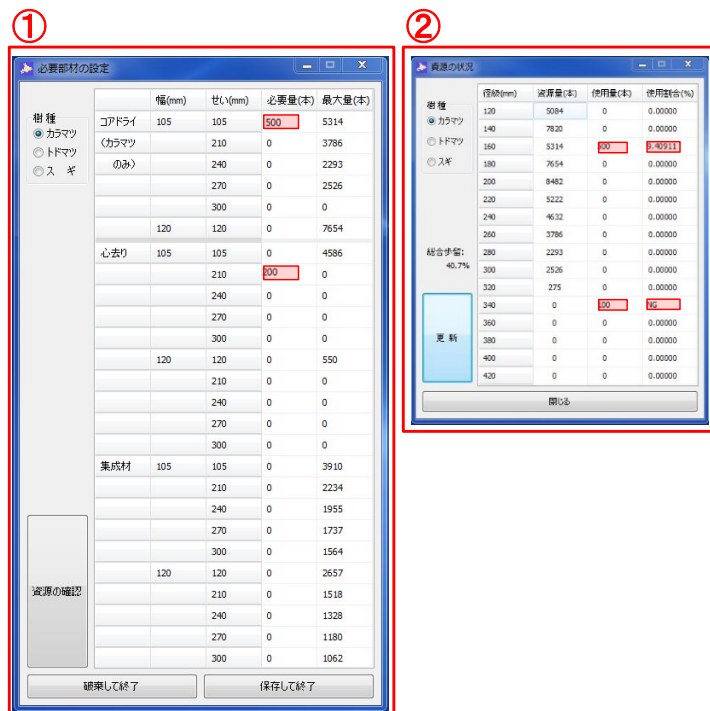 ①
必要部材の設定
樹種
カラマツ
トドマツ
スギ
幅(mm) せい(mm) 必要量(本) 最大量(本)
コアドライ 105 105 500 5314
(カラマツ 210 0 3786
のみ) 240 0 2293
270 0 2526
300 0 0
120 120 0 7654
心去り 105 105 0 4586
210 200 0
240 0 0
270 0 0
300 0 0
120 120 0 550
210 0 0
240 0 0
270 0 0
300 0 0
集成材 105 105 0 3910
210 0 2234
240 0 1955
270 0 1737
300 0 1564
120 120 0 2657
210 0 1518
240 0 1328
270 0 1180
300 0 1062
資源の確認
破棄して終了 保存して終了
②
資源の状況
樹種
カラマツ
トドマツ
スギ
総合歩留:
40.7%
更新
径級(mm) 資源量(本) 使用量(本) 使用割合(%)
120 5084 0 0.00000
140 7820 0 0.00000
160 5314 500 9.40911
180 7654 0 0.00000
200 8482 0 0.00000
220 5222 0 0.00000
240 4632 0 0.00000
260 3786 0 0.00000
280 2293 0 0.00000
300 2526 0 0.00000
320 275 0 0.00000
340 0 100 NG
360 0 0 0.00000
380 0 0 0.00000
400 0 0 0.00000
420 0 0 0.00000
閉じる